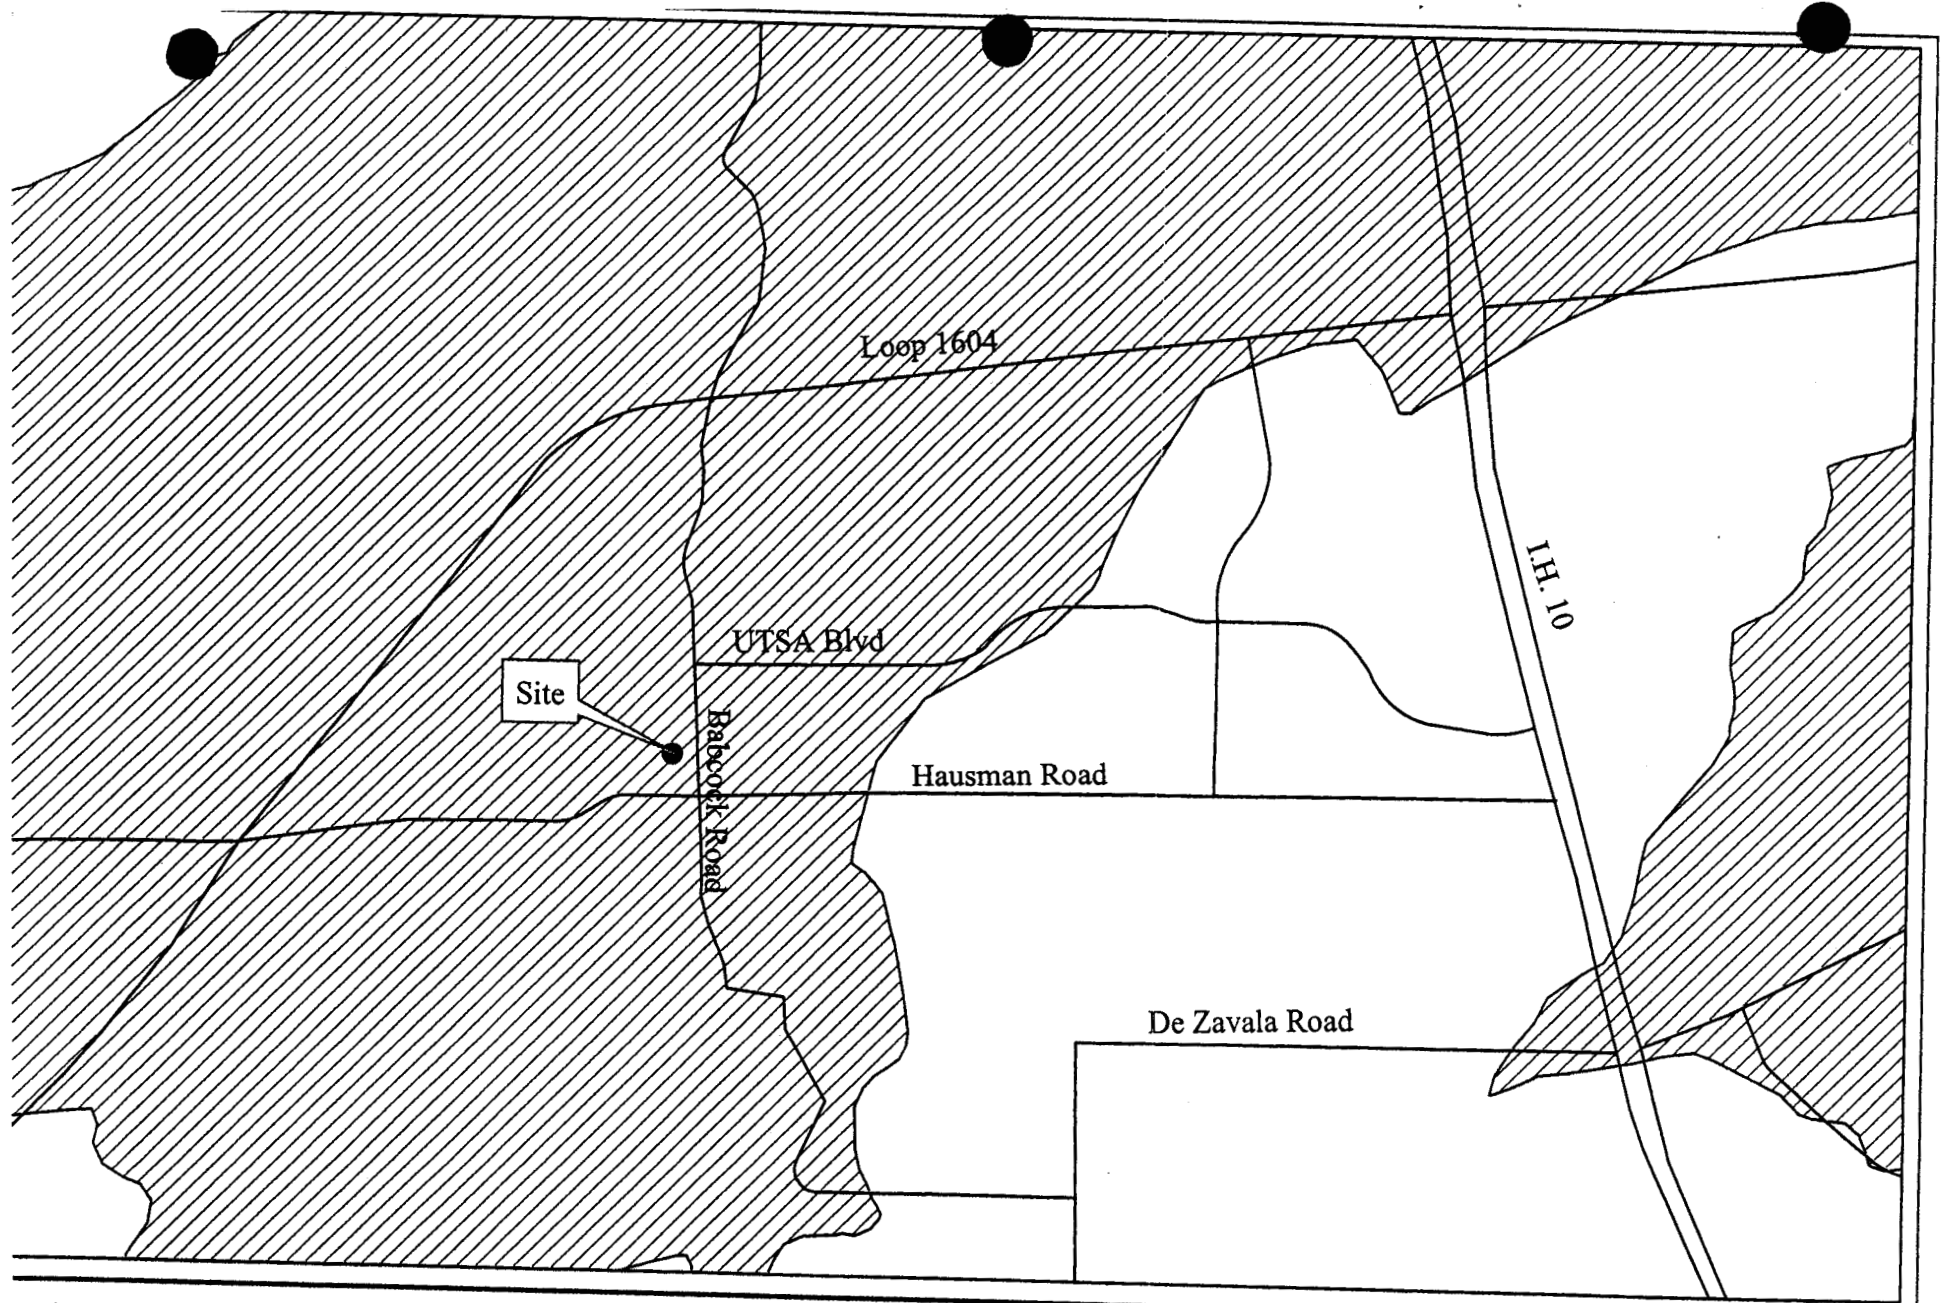 Loop 1604
I.H. 10
UTSA Blvd
Site
Babcock Road
Hausman Road
De Zavala Road